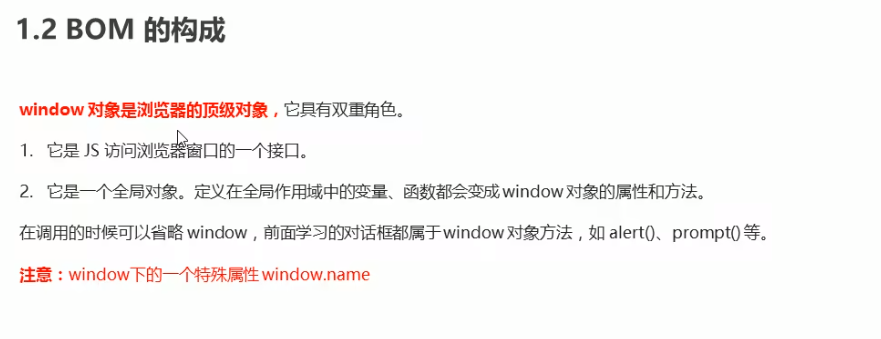 1.2 BOM 的构成
window 对象是浏览器的顶级对象，它具有双重角色。
1. 它是 JS 访问浏览器窗口的一个接口。
2. 它是一个全局对象。定义在全局作用域中的变量、函数都会变成 window 对象的属性和方法。
在调用的时候可以省略 window，前面学习的对话框都属于 window 对象方法，如 alert()、prompt() 等。
注意：window下的一个特殊属性 window.name